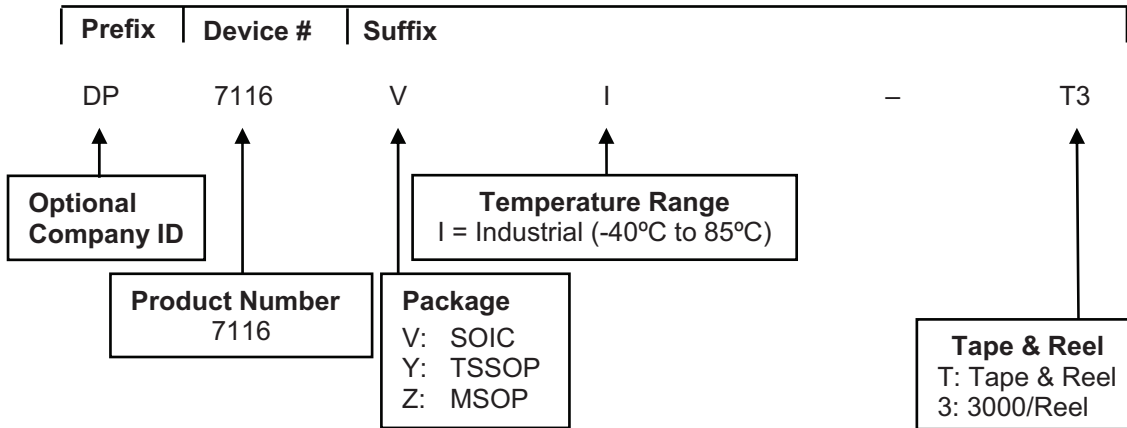 Prefix Device # Suffix
DP 7116 V I – T3
Optional
Company ID
Temperature Range
I = Industrial (-40ºC to 85ºC)
Product Number
7116
Package
V: SOIC
Y: TSSOP
Z: MSOP
Tape & Reel
T: Tape & Reel
3: 3000/Reel